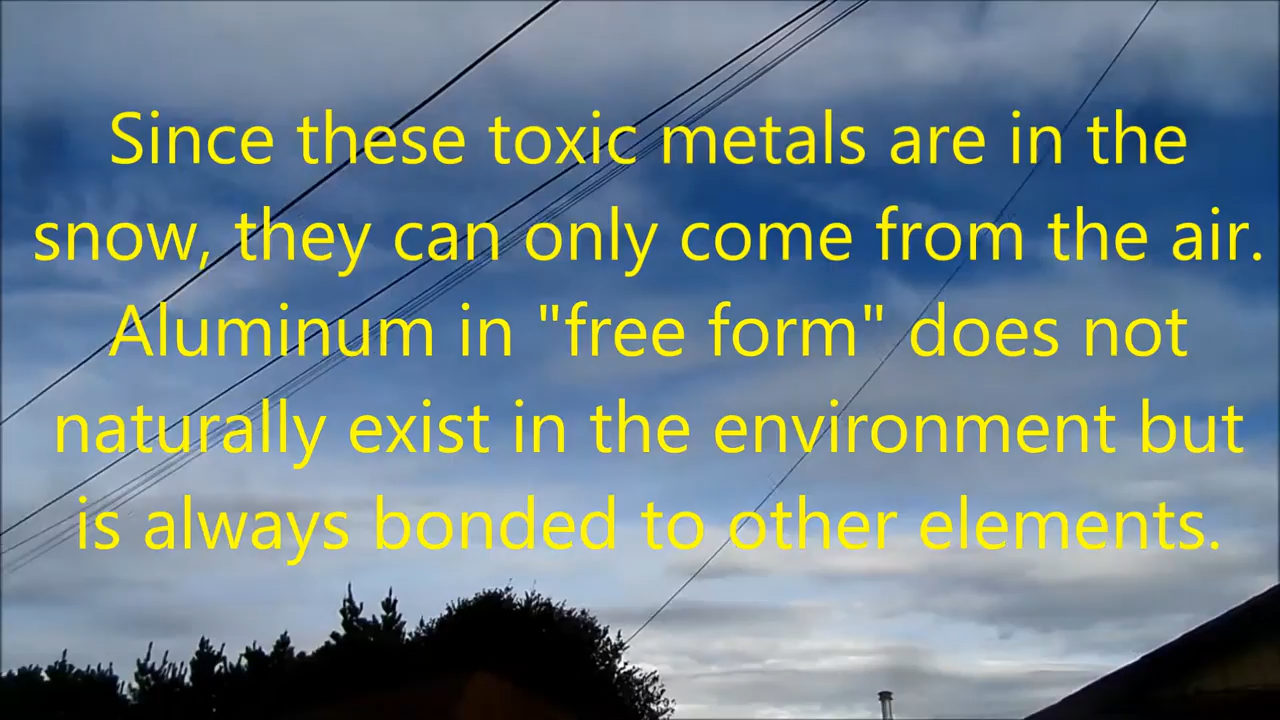 Since these toxic metals are in the
snow, they can only come from the air.
Aluminum in "free form" does not
naturally exist in the environment but
is always bonded to other elements.